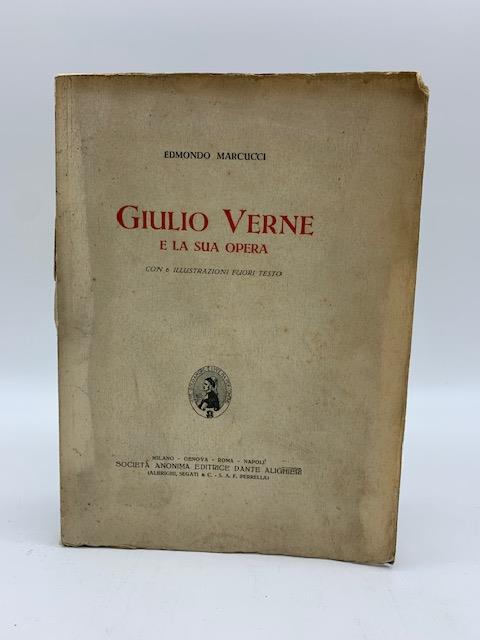 EDMONDO MARCUCCI
GIULIO VERNE
E LA SUA OPERA
CON 6 ILLUSTRAZIONI FUORI TESTO
MILANO - GENOVA - ROMA - NAPOLI
SOCIETÀ ANONIMA EDITRICE DANTE ALIGHIERI
(ALBRIGHI, SEGATI & C. - S. A. F. PERRELLA)